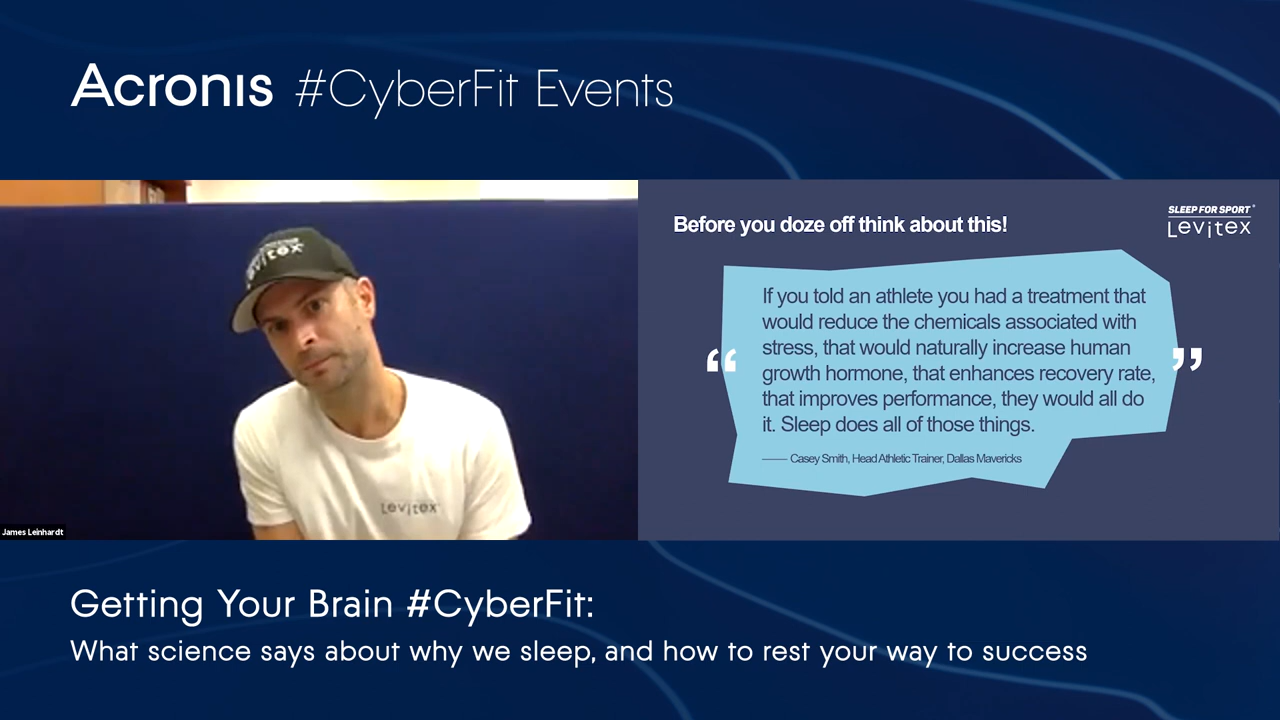 Acronis #CyberFit Events
Before you doze off think about this!
SLEEP FOR SPORT
Levitex
If you told an athlete you had a treatment that
would reduce the chemicals associated with
stress, that would naturally increase human
growth hormone, that enhances recovery rate,
that improves performance, they would all do
it. Sleep does all of those things.
“ ”
—— Casey Smith, Head Athletic Trainer, Dallas Mavericks
Levitex
Levitex
James Leinhardt
Getting Your Brain #CyberFit:
What science says about why we sleep, and how to rest your way to success